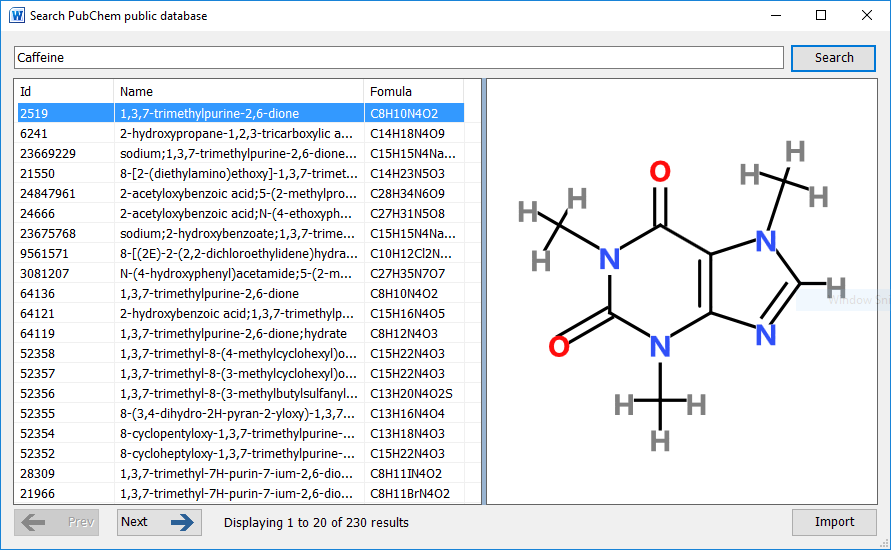 Search PubChem public database
Caffeine
Search
Id Name Fomula
2519 1,3,7-trimethylpurine-2,6-dione C8H10N4O2
6241 2-hydroxypropane-1,2,3-tricarboxylic a... C14H18N4O9
23669229 sodium;1,3,7-trimethylpurine-2,6-dione... C15H15N4Na...
21550 8-[2-(diethylamino)ethoxy]-1,3,7-trimet... C14H23N5O3
24847961 2-acetyloxybenzoic acid;5-(2-methylpro... C28H34N6O9
24666 2-acetyloxybenzoic acid;N-(4-ethoxyph... C27H31N5O8
23675768 sodium;2-hydroxybenzoate;1,3,7-trime... C15H15N4Na...
9561571 8-[(2E)-2-(2,2-dichloroethylidene)hydra... C10H12Cl2N...
3081207 N-(4-hydroxyphenyl)acetamide;5-(2-m... C27H35N7O7
64136 1,3,7-trimethylpurine-2,6-dione C8H10N4O2
64121 2-hydroxybenzoic acid;1,3,7-trimethylp... C15H16N4O5
64119 1,3,7-trimethylpurine-2,6-dione;hydrate C8H12N4O3
52358 1,3,7-trimethyl-8-(4-methylcyclohexyl)o... C15H22N4O3
52357 1,3,7-trimethyl-8-(3-methylcyclohexyl)o... C15H22N4O3
52356 1,3,7-trimethyl-8-(3-methylbutylsulfanyl... C13H20N4O2S
52355 8-(3,4-dihydro-2H-pyran-2-yloxy)-1,3,7... C13H16N4O4
52354 8-cyclopentyloxy-1,3,7-trimethylpurine-... C13H18N4O3
52352 8-cycloheptyloxy-1,3,7-trimethylpurine-... C15H22N4O3
28309 1,3,7-trimethyl-7H-purin-7-ium-2,6-dio... C8H11IN4O2
21966 1,3,7-trimethyl-7H-purin-7-ium-2,6-dio... C8H11BrN4O2
H
O H
H H
H
H N N
H
Window Sn
O N N
H H
H
Prev Next Displaying 1 to 20 of 230 results Import